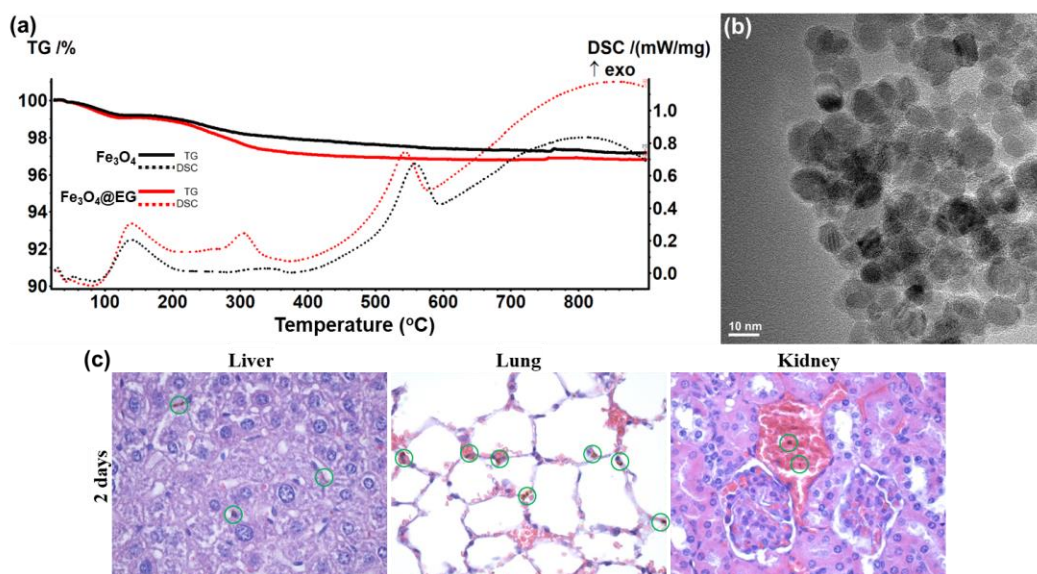 (a)
TG /%
DSC /(mW/mg)
↑ exo
100
98
96
94
92
90
1.0
0.8
0.6
0.4
0.2
0.0
Fe₃O₄ TG
DSC
Fe₃O₄@EG TG
DSC
100 200 300 400 500 600 700 800
Temperature (°C)
(b)
10 nm
(c)
Liver Lung Kidney
2 days